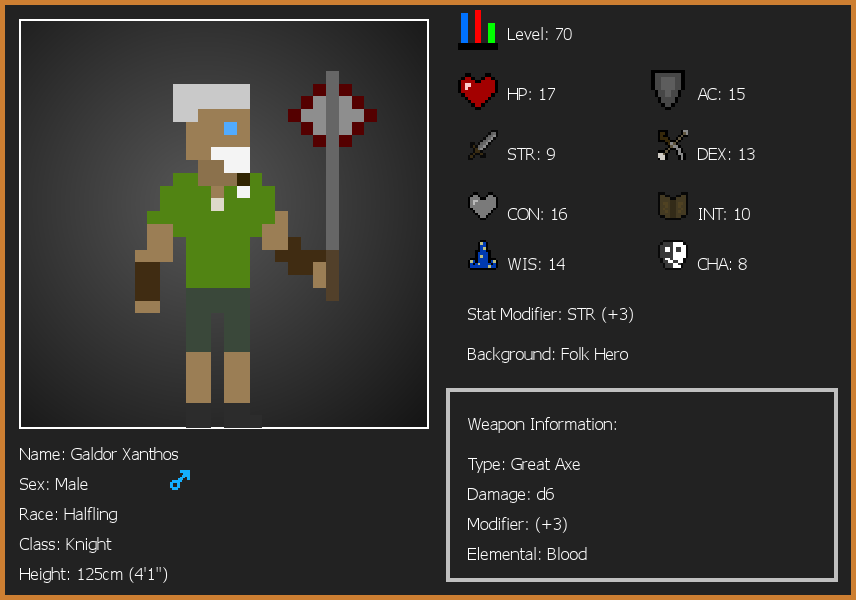 Level: 70
HP: 17
AC: 15
STR: 9
DEX: 13
CON: 16
INT: 10
WIS: 14
CHA: 8
Stat Modifier: STR (+3)
Background: Folk Hero
Weapon Information:
Type: Great Axe
Damage: d6
Modifier: (+3)
Elemental: Blood
Name: Galdor Xanthos
Sex: Male
Race: Halfling
Class: Knight
Height: 125cm (4'1")